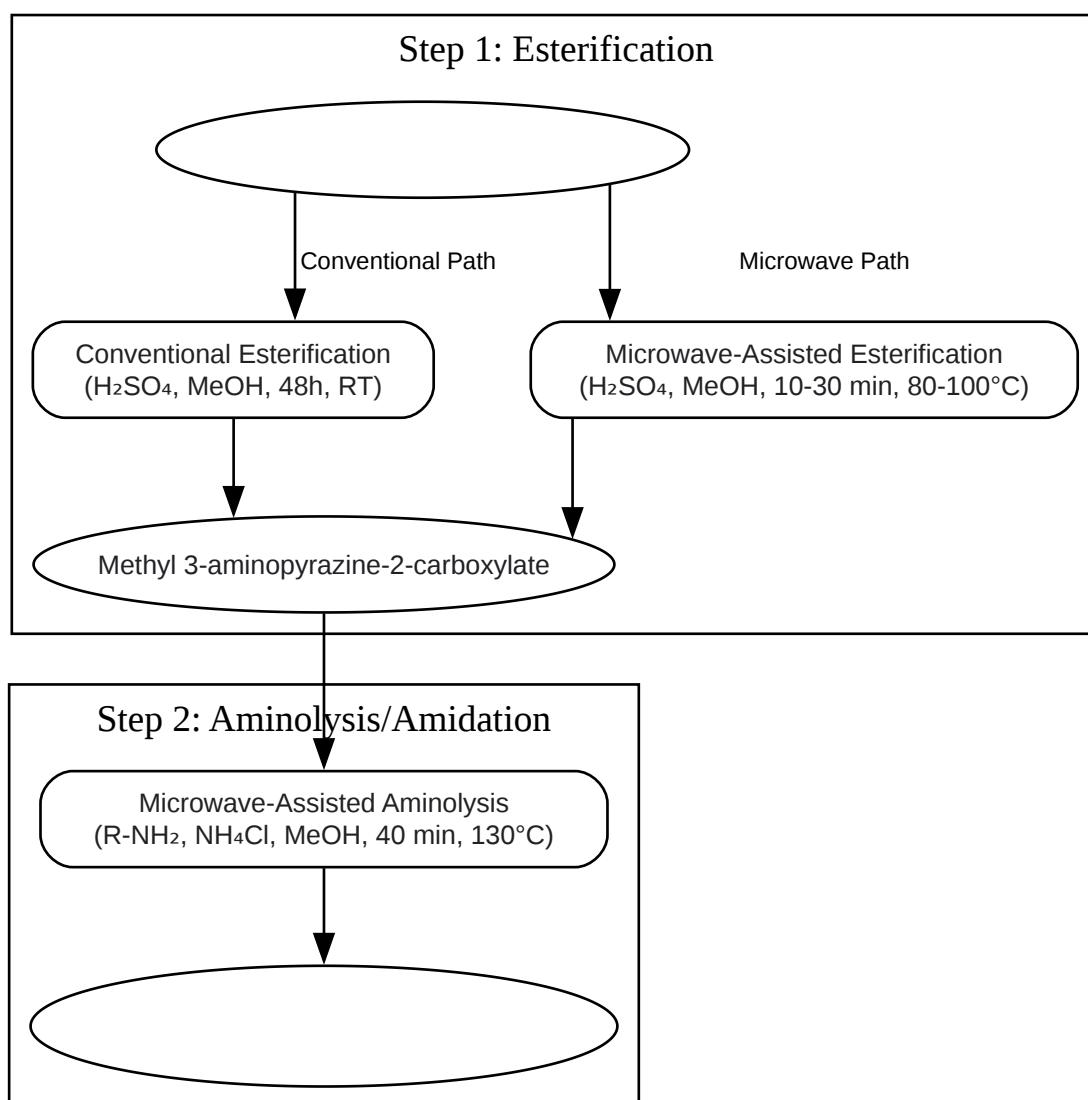 Step 1: Esterification
Conventional Path
Microwave Path
Conventional Esterification
(H₂SO₄, MeOH, 48h, RT)
Microwave-Assisted Esterification
(H₂SO₄, MeOH, 10-30 min, 80-100°C)
Methyl 3-aminopyrazine-2-carboxylate
Step 2: Aminolysis/Amidation
Microwave-Assisted Aminolysis
(R-NH₂, NH₄Cl, MeOH, 40 min, 130°C)